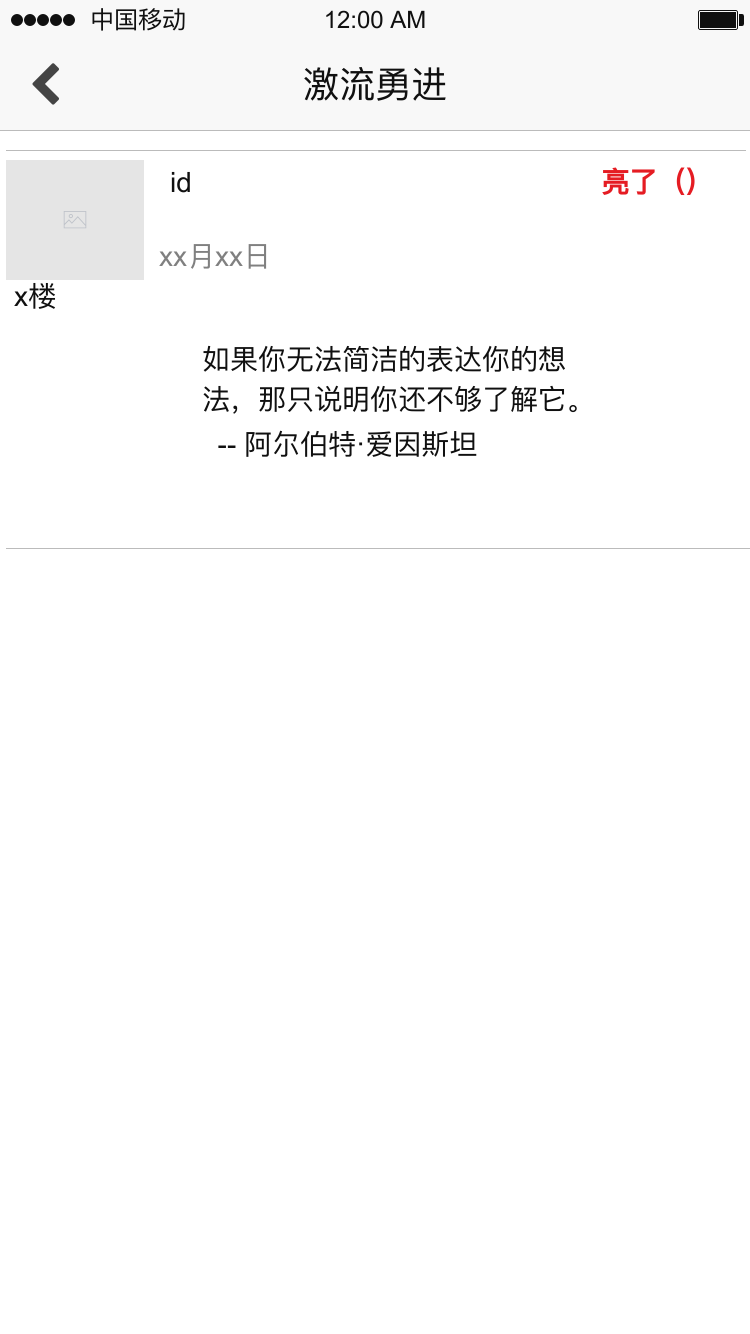 中国移动 12:00 AM
激流勇进
id 亮了（）
xx月xx日
x楼
如果你无法简洁的表达你的想
法，那只说明你还不够了解它。
-- 阿尔伯特·爱因斯坦